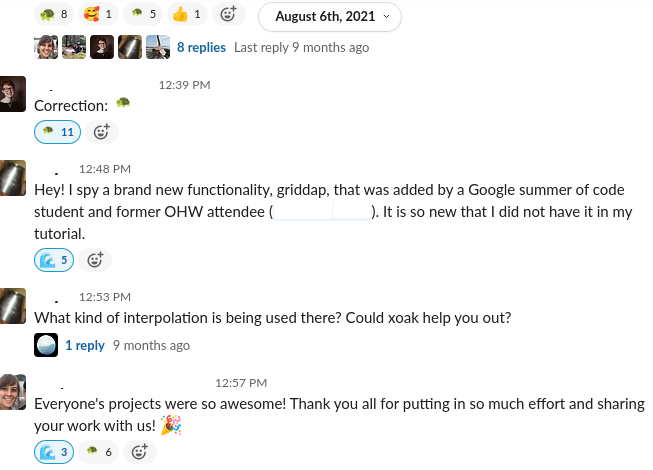 8 1 5 1 August 6th, 2021
8 replies Last reply 9 months ago
12:39 PM
Correction:
11
12:48 PM
Hey! I spy a brand new functionality, griddap, that was added by a Google summer of code
student and former OHW attendee ( ). It is so new that I did not have it in my
tutorial.
5
12:53 PM
What kind of interpolation is being used there? Could xoak help you out?
1 reply 9 months ago
12:57 PM
Everyone's projects were so awesome! Thank you all for putting in so much effort and sharing
your work with us!
3 6